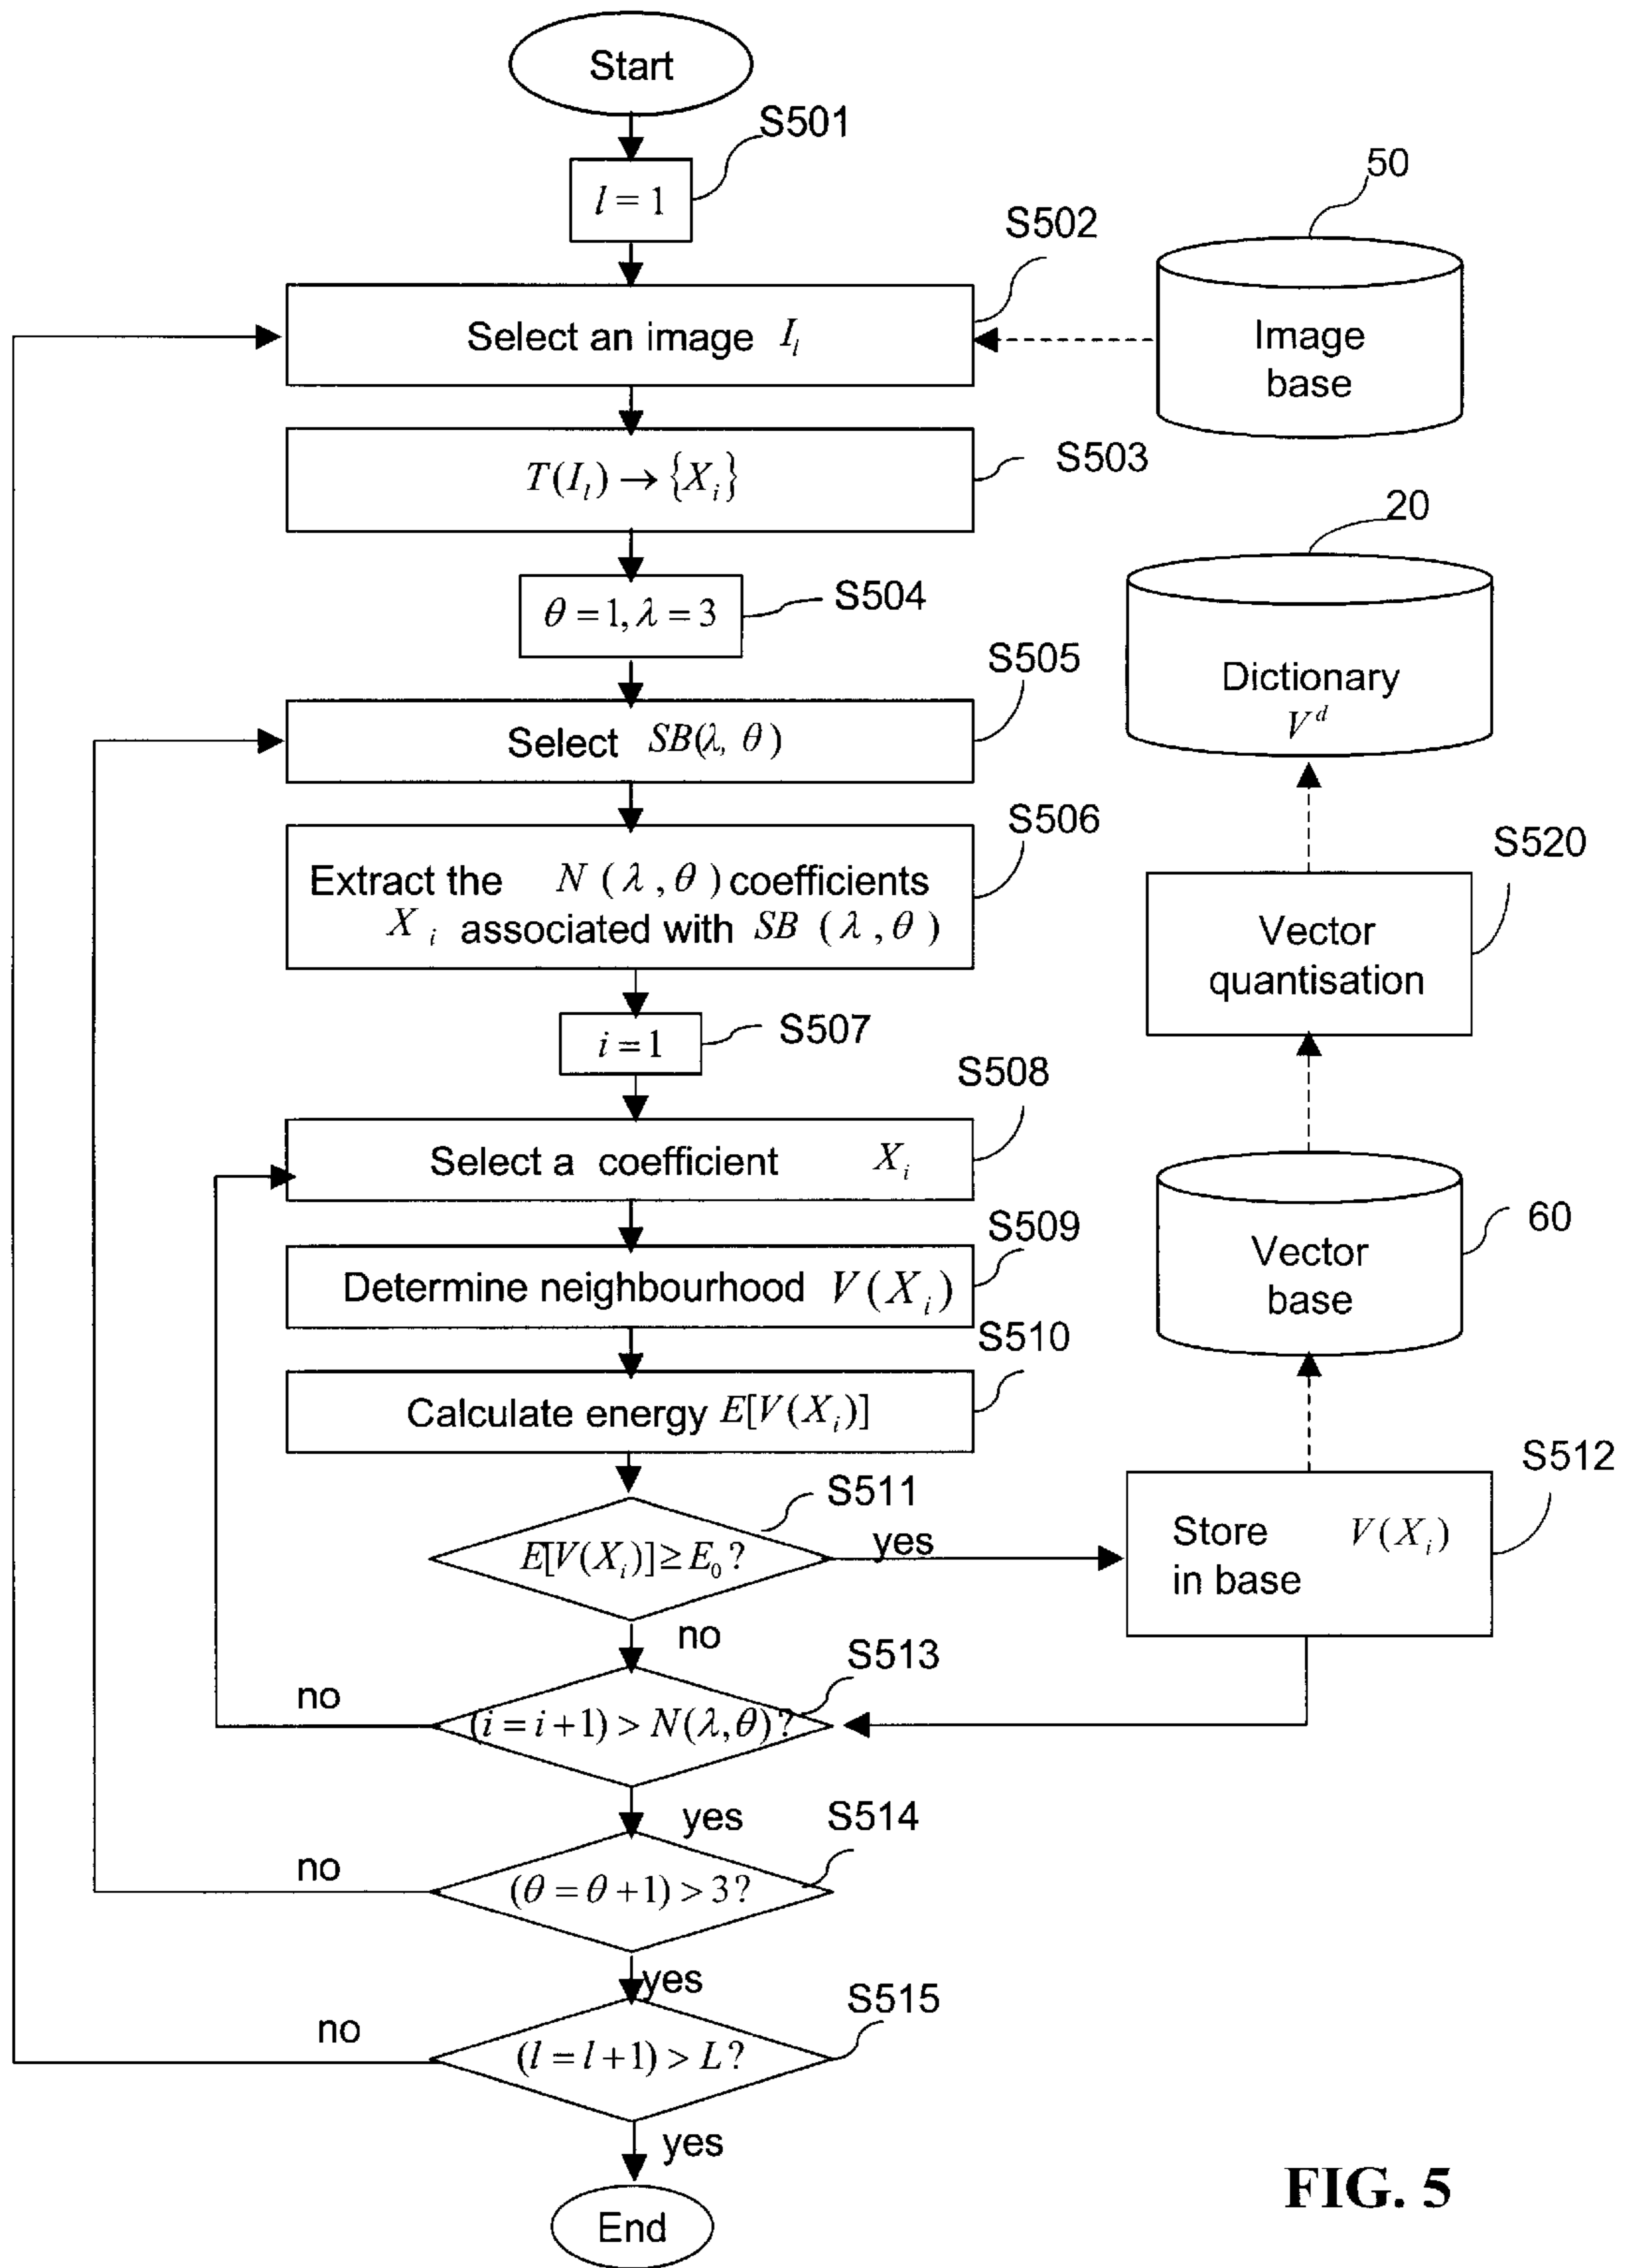 Start
S501
l = 1
50
S502
Select an image I_l
Image
base
T(I_l) → {X_i}
S503
20
θ = 1, λ = 3
S504
S505
Select SB(λ, θ)
Dictionary
V^d
S506
Extract the N(λ,θ) coefficients
X_i associated with SB (λ,θ)
S520
Vector
quantisation
i = 1
S507
S508
Select a coefficient X_i
S509
60
Determine neighbourhood V(X_i)
Vector
base
S510
Calculate energy E[V(X_i)]
S511
S512
E[V(X_i)] ≥ E_0 ?
yes
Store V(X_i)
in base
no
S513
no
(i = i+1) > N(λ,θ)?
yes
S514
no
(θ = θ+1) > 3?
yes
S515
no
(l = l+1) > L?
yes
End
FIG. 5